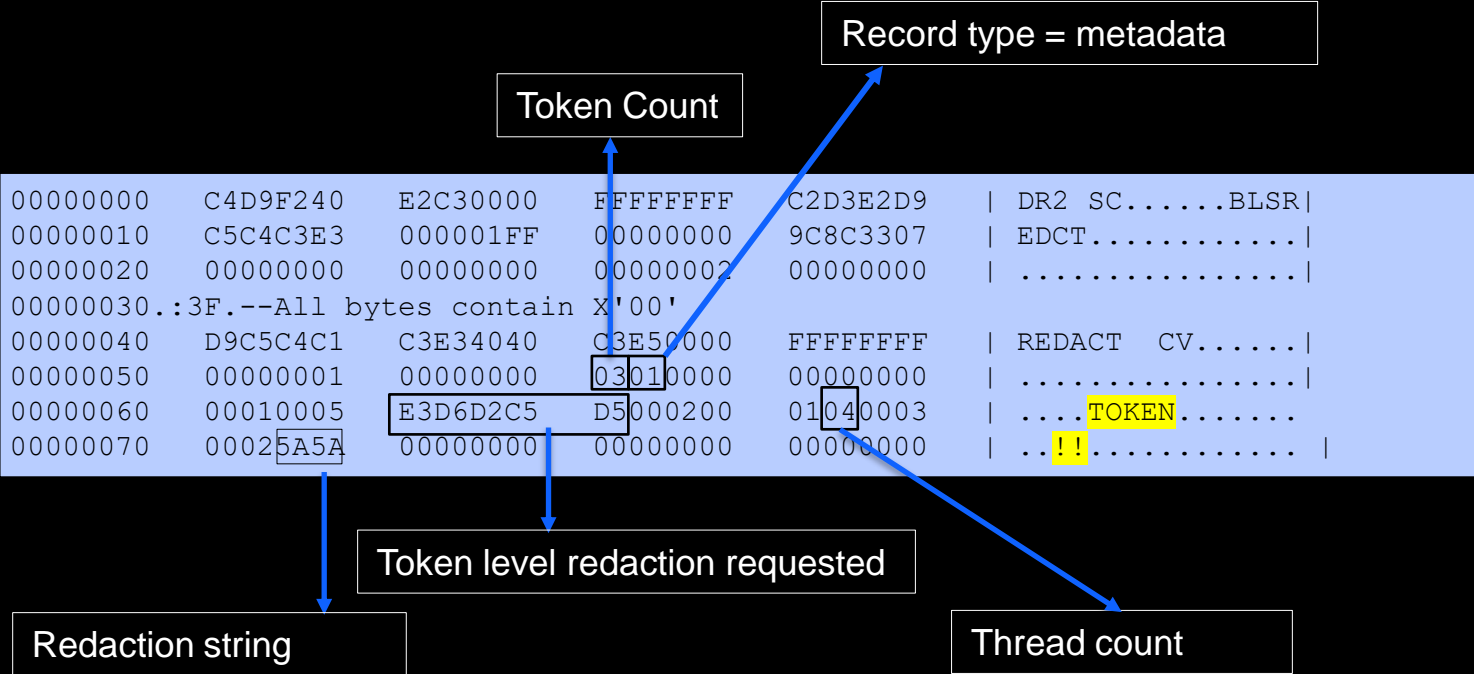 Record type = metadata
Token Count
00000000 C4D9F240 E2C30000 FFFFFFFF C2D3E2D9 | DR2 SC......BLSR|
00000010 C5C4C3E3 000001FF 00000000 9C8C3307 | EDCT............|
00000020 00000000 00000000 00000002 00000000 | ................|
00000030.:3F.--All bytes contain X'00'
00000040 D9C5C4C1 C3E34040 C3E50000 FFFFFFFF | REDACT  CV......|
00000050 00000001 00000000 03010000 00000000 | ................|
00000060 00010005 E3D6D2C5 D5000200 01040003 | ....TOKEN.......
00000070 00025A5A 00000000 00000000 00000000 | ..!!............ |
Token level redaction requested
Redaction string
Thread count